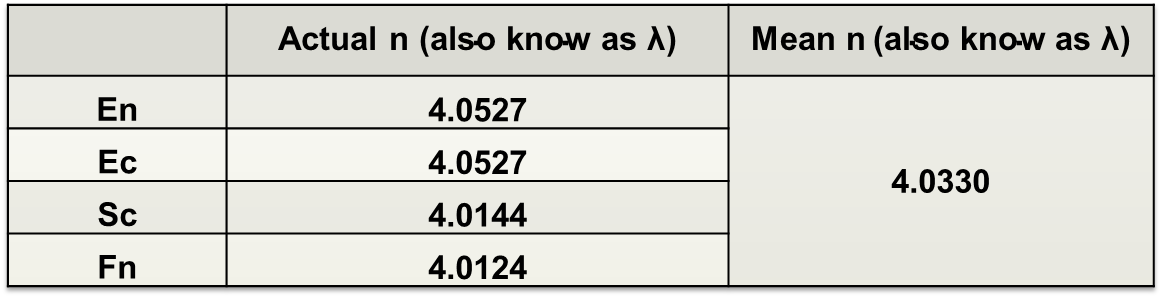 Actual n (also know as λ) Mean n (also know as λ)
En 4.0527
Ec 4.0527
4.0330
Sc 4.0144
Fn 4.0124